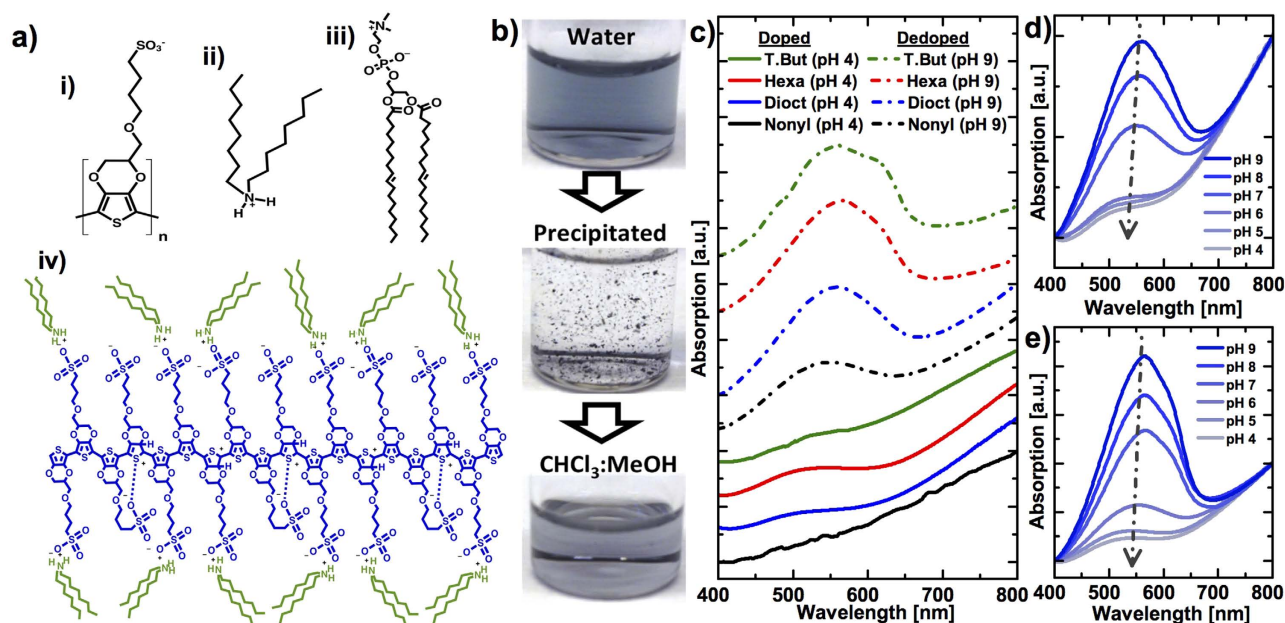 a)
i)
SO₃⁻
O
O
O
S
n
ii)
H N⁺ H
iii)
N⁺
O
O=P-O⁻
O
O
O
O
O
iv)
b)
Water
Precipitated
CHCl₃:MeOH
c)
Doped Dedoped
T.But (pH 4) T.But (pH 9)
Hexa (pH 4) Hexa (pH 9)
Dioct (pH 4) Dioct (pH 9)
Nonyl (pH 4) Nonyl (pH 9)
Absorption [a.u.]
400 500 600 700 800
Wavelength [nm]
d)
Absorption [a.u.]
pH 9
pH 8
pH 7
pH 6
pH 5
pH 4
400 500 600 700 800
Wavelength [nm]
e)
Absorption [a.u.]
pH 9
pH 8
pH 7
pH 6
pH 5
pH 4
400 500 600 700 800
Wavelength [nm]